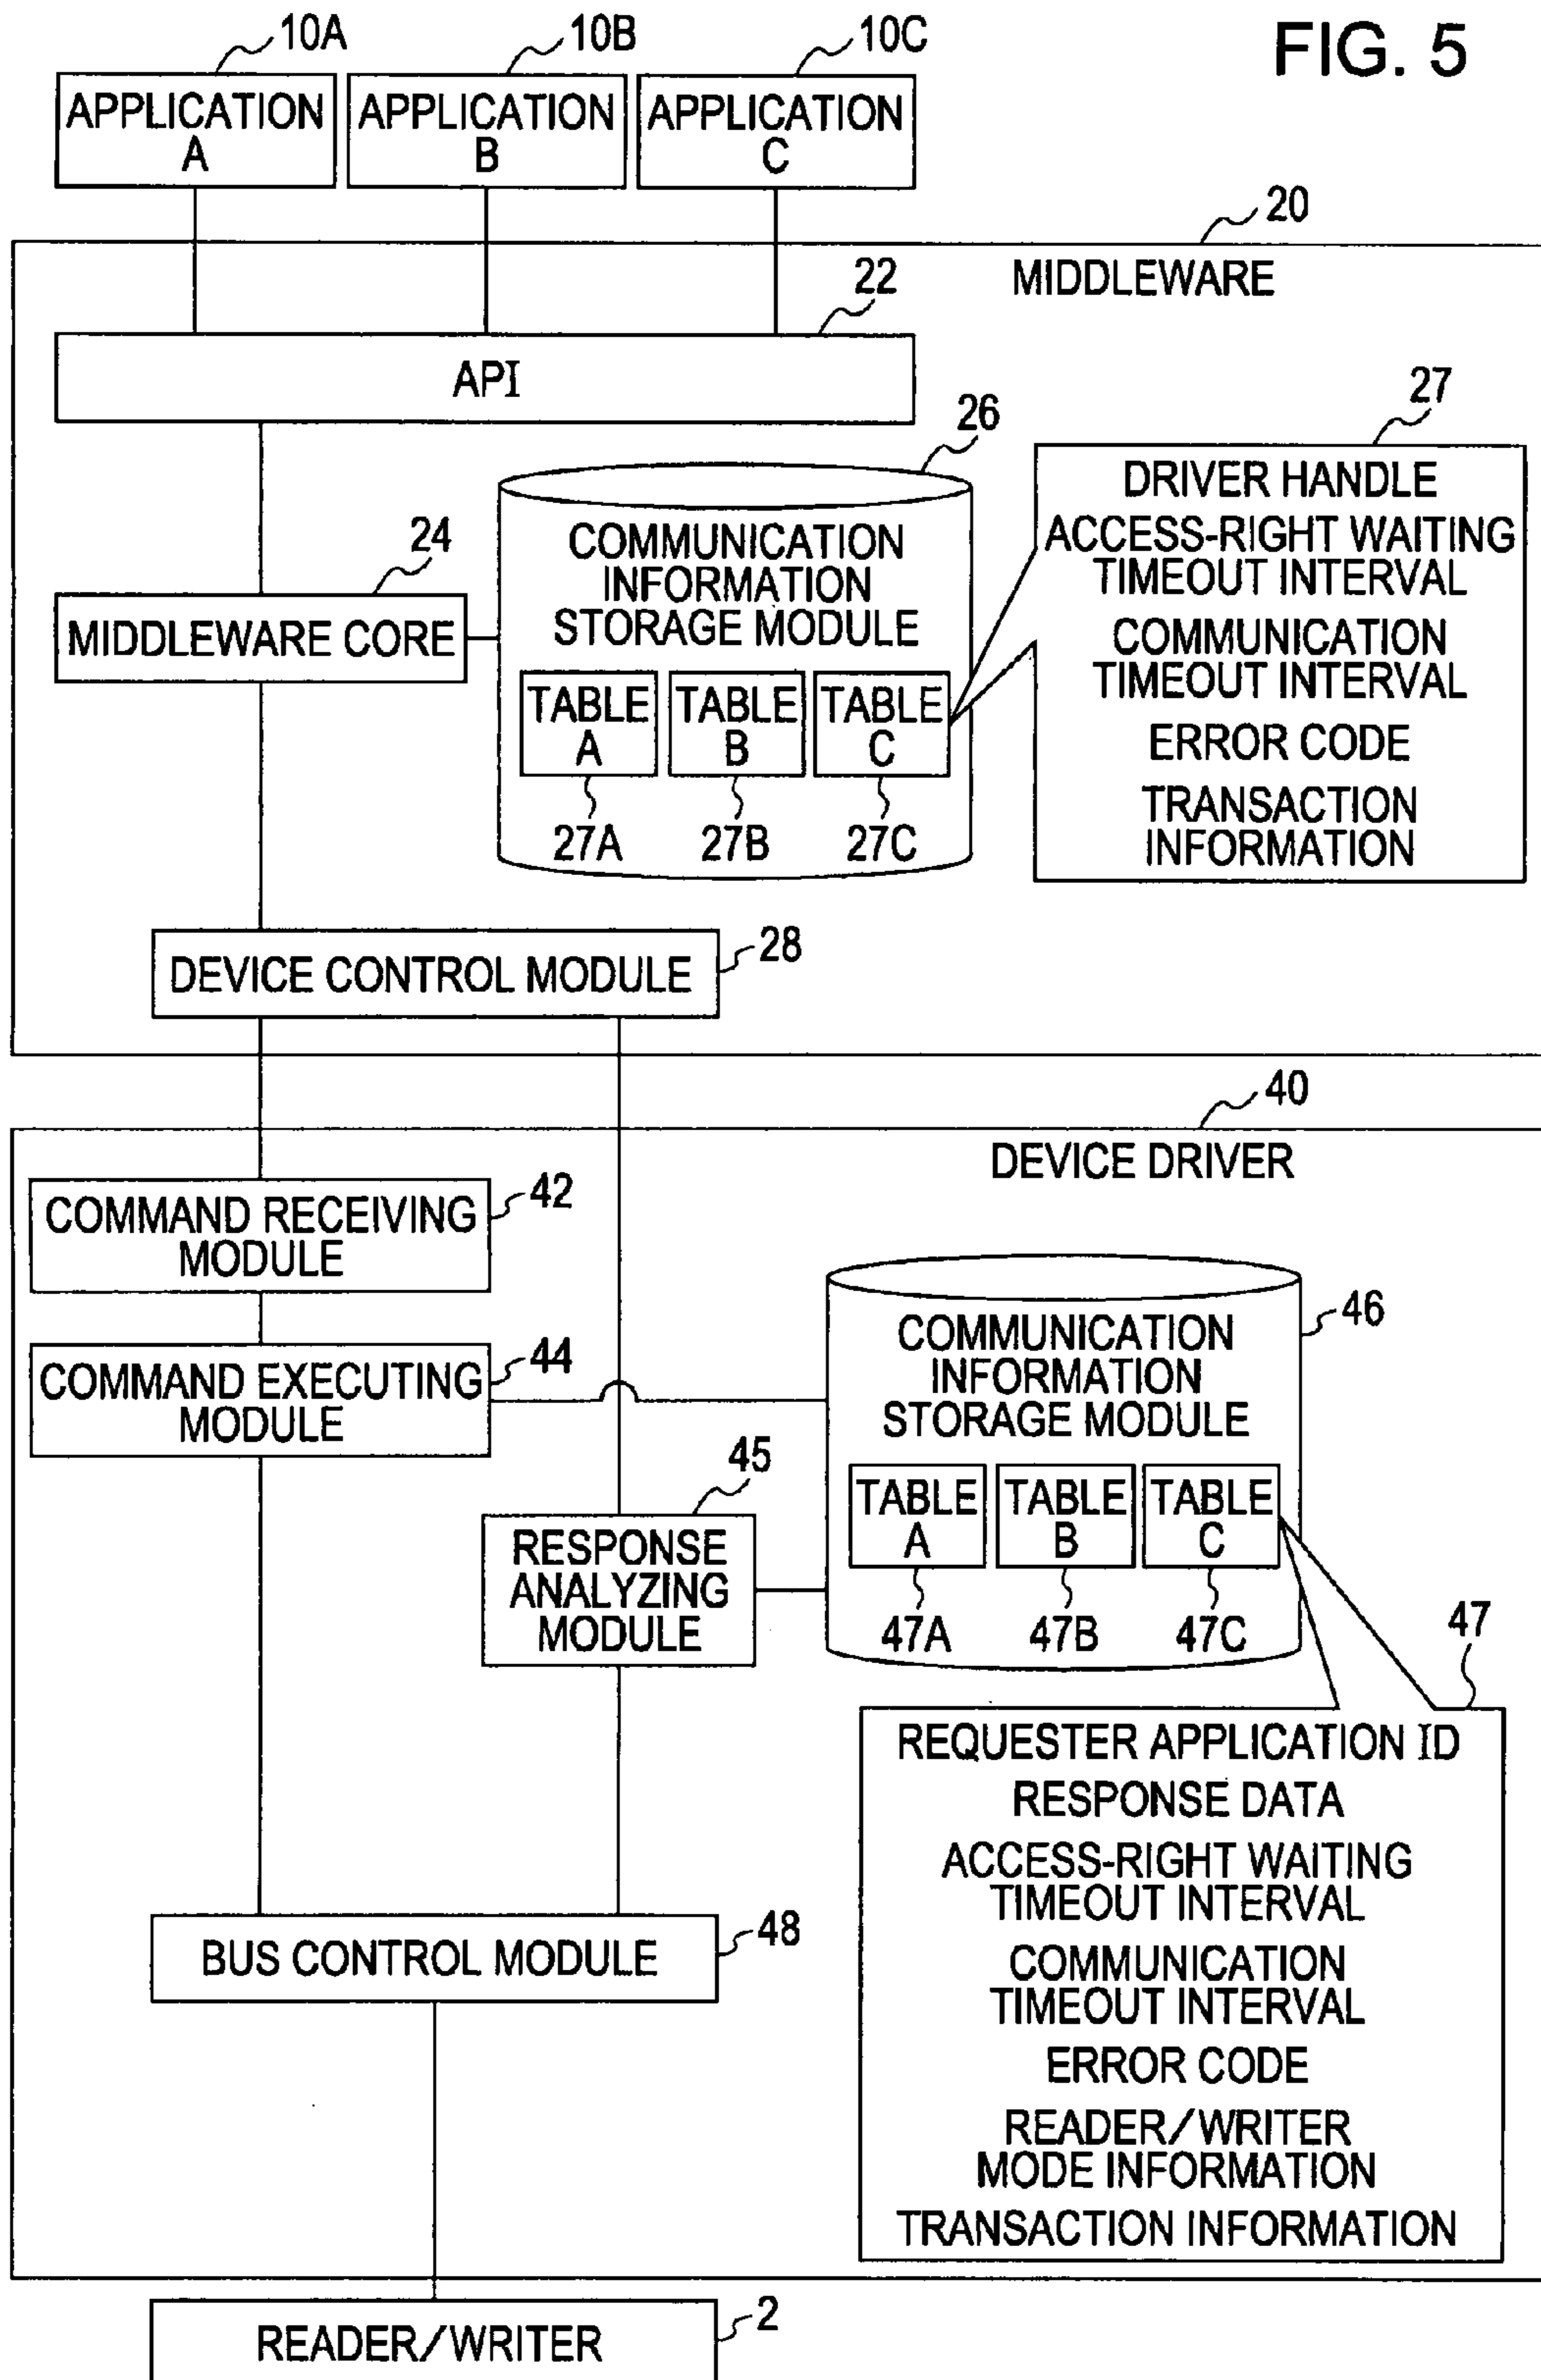 FIG. 5
10A
10B
10C
APPLICATION
A
APPLICATION
B
APPLICATION
C
20
MIDDLEWARE
22
API
26
27
DRIVER HANDLE
ACCESS-RIGHT WAITING
TIMEOUT INTERVAL
COMMUNICATION
TIMEOUT INTERVAL
ERROR CODE
TRANSACTION
INFORMATION
24
MIDDLEWARE CORE
COMMUNICATION
INFORMATION
STORAGE MODULE
TABLE
A
TABLE
B
TABLE
C
27A
27B
27C
DEVICE CONTROL MODULE
28
40
DEVICE DRIVER
COMMAND RECEIVING
MODULE
42
COMMAND EXECUTING
MODULE
44
46
COMMUNICATION
INFORMATION
STORAGE MODULE
45
RESPONSE
ANALYZING
MODULE
TABLE
A
TABLE
B
TABLE
C
47A
47B
47C
47
REQUESTER APPLICATION ID
RESPONSE DATA
ACCESS-RIGHT WAITING
TIMEOUT INTERVAL
COMMUNICATION
TIMEOUT INTERVAL
ERROR CODE
READER/WRITER
MODE INFORMATION
TRANSACTION INFORMATION
BUS CONTROL MODULE
48
READER/WRITER
2